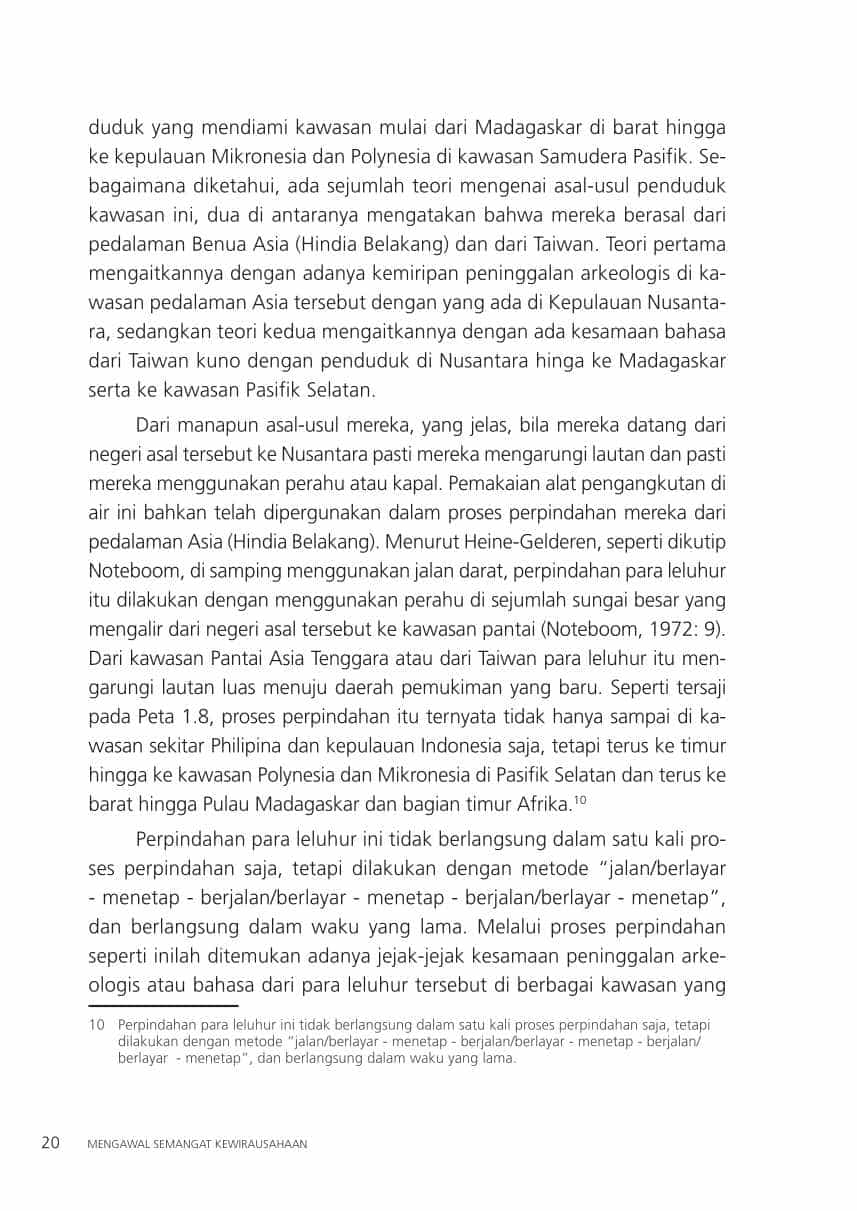 duduk yang mendiami kawasan mulai dari Madagaskar di barat hingga
ke kepulauan Mikronesia dan Polynesia di kawasan Samudera Pasifik. Se-
bagaimana diketahui, ada sejumlah teori mengenai asal-usul penduduk
kawasan ini, dua di antaranya mengatakan bahwa mereka berasal dari
pedalaman Benua Asia (Hindia Belakang) dan dari Taiwan. Teori pertama
mengaitkannya dengan adanya kemiripan peninggalan arkeologis di ka-
wasan pedalaman Asia tersebut dengan yang ada di Kepulauan Nusanta-
ra, sedangkan teori kedua mengaitkannya dengan ada kesamaan bahasa
dari Taiwan kuno dengan penduduk di Nusantara hinga ke Madagaskar
serta ke kawasan Pasifik Selatan.
Dari manapun asal-usul mereka, yang jelas, bila mereka datang dari
negeri asal tersebut ke Nusantara pasti mereka mengarungi lautan dan pasti
mereka menggunakan perahu atau kapal. Pemakaian alat pengangkutan di
air ini bahkan telah dipergunakan dalam proses perpindahan mereka dari
pedalaman Asia (Hindia Belakang). Menurut Heine-Gelderen, seperti dikutip
Noteboom, di samping menggunakan jalan darat, perpindahan para leluhur
itu dilakukan dengan menggunakan perahu di sejumlah sungai besar yang
mengalir dari negeri asal tersebut ke kawasan pantai (Noteboom, 1972: 9).
Dari kawasan Pantai Asia Tenggara atau dari Taiwan para leluhur itu men-
garungi lautan luas menuju daerah pemukiman yang baru. Seperti tersaji
pada Peta 1.8, proses perpindahan itu ternyata tidak hanya sampai di ka-
wasan sekitar Philipina dan kepulauan Indonesia saja, tetapi terus ke timur
hingga ke kawasan Polynesia dan Mikronesia di Pasifik Selatan dan terus ke
barat hingga Pulau Madagaskar dan bagian timur Afrika.10
Perpindahan para leluhur ini tidak berlangsung dalam satu kali pro-
ses perpindahan saja, tetapi dilakukan dengan metode “jalan/berlayar
- menetap - berjalan/berlayar - menetap - berjalan/berlayar - menetap”,
dan berlangsung dalam waku yang lama. Melalui proses perpindahan
seperti inilah ditemukan adanya jejak-jejak kesamaan peninggalan arke-
ologis atau bahasa dari para leluhur tersebut di berbagai kawasan yang
10 Perpindahan para leluhur ini tidak berlangsung dalam satu kali proses perpindahan saja, tetapi
dilakukan dengan metode “jalan/berlayar - menetap - berjalan/berlayar - menetap - berjalan/
berlayar - menetap”, dan berlangsung dalam waku yang lama.
20 MENGAWAL SEMANGAT KEWIRAUSAHAAN